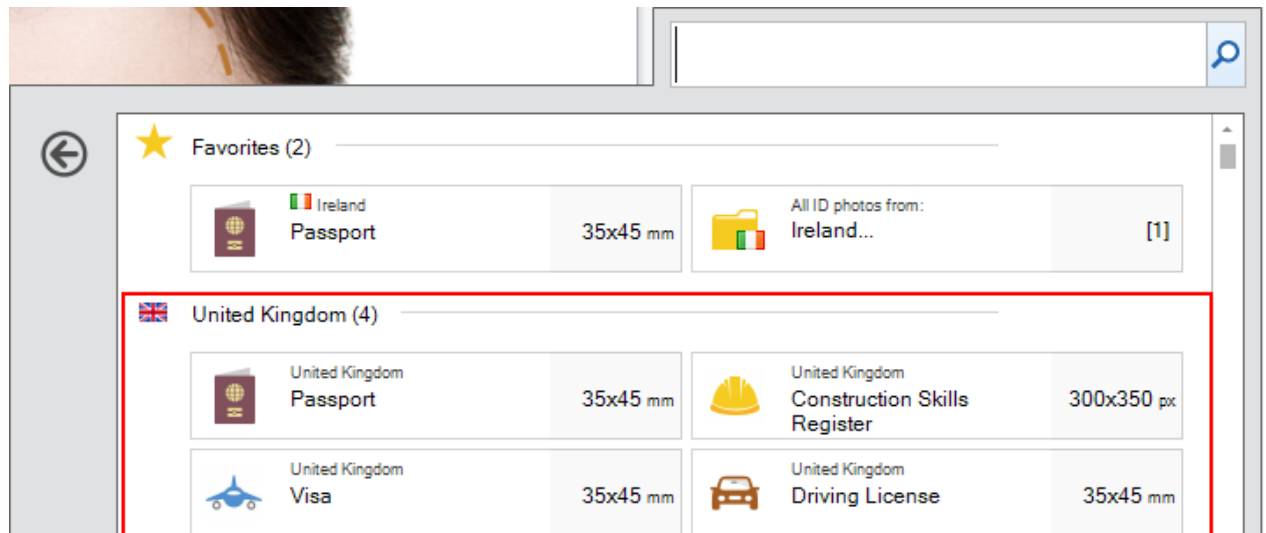 Favorites (2)
Ireland
Passport
35x45 mm
All ID photos from:
Ireland...
[1]
United Kingdom (4)
United Kingdom
Passport
35x45 mm
United Kingdom
Construction Skills
Register
300x350 px
United Kingdom
Visa
35x45 mm
United Kingdom
Driving License
35x45 mm